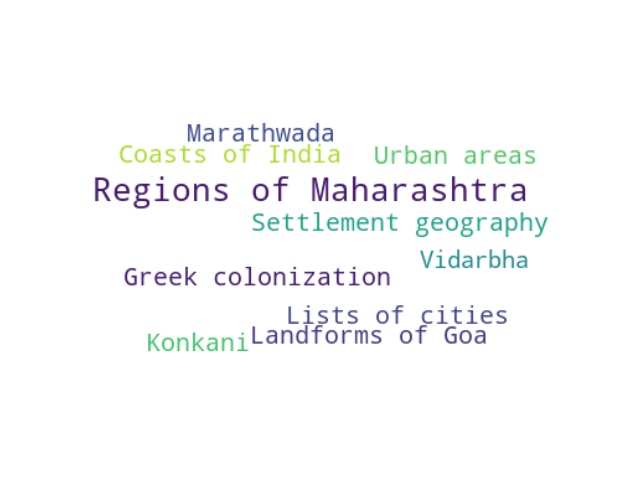 Marathwada
Coasts of India
Urban areas
Regions of Maharashtra
Settlement geography
Vidarbha
Greek colonization
Lists of cities
Landforms of Goa
Konkani